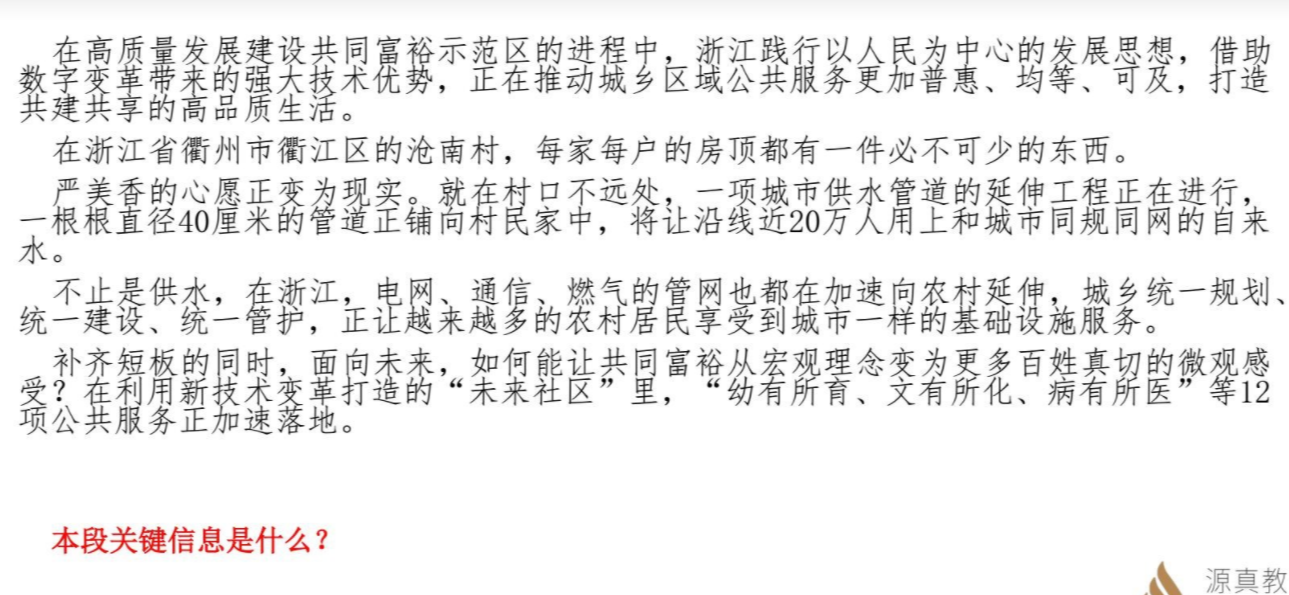 在高质量发展建设共同富裕示范区的进程中，浙江践行以人民为中心的发展思想，借助
数字变革带来的强大技术优势，正在推动城乡区域公共服务更加普惠、均等、可及，打造
共建共享的高品质生活。
在浙江省衢州市衢江区的沧南村，每家每户的房顶都有一件必不可少的东西。
严美香的心愿正变为现实。就在村口不远处，一项城市供水管道的延伸工程正在进行，
一根根直径40厘米的管道正铺向村民家中，将让沿线近20万人用上和城市同规同网的自来
水。
不止是供水，在浙江，电网、通信、燃气的管网也都在加速向农村延伸，城乡统一规划、
统一建设、统一管护，正让越来越多的农村居民享受到城市一样的基础设施服务。
补齐短板的同时，面向未来，如何能让共同富裕从宏观理念变为更多百姓真切的微观感
受？在利用新技术变革打造的“未来社区”里，“幼有所育、文有所化、病有所医”等12
项公共服务正加速落地。
本段关键信息是什么？
源真教